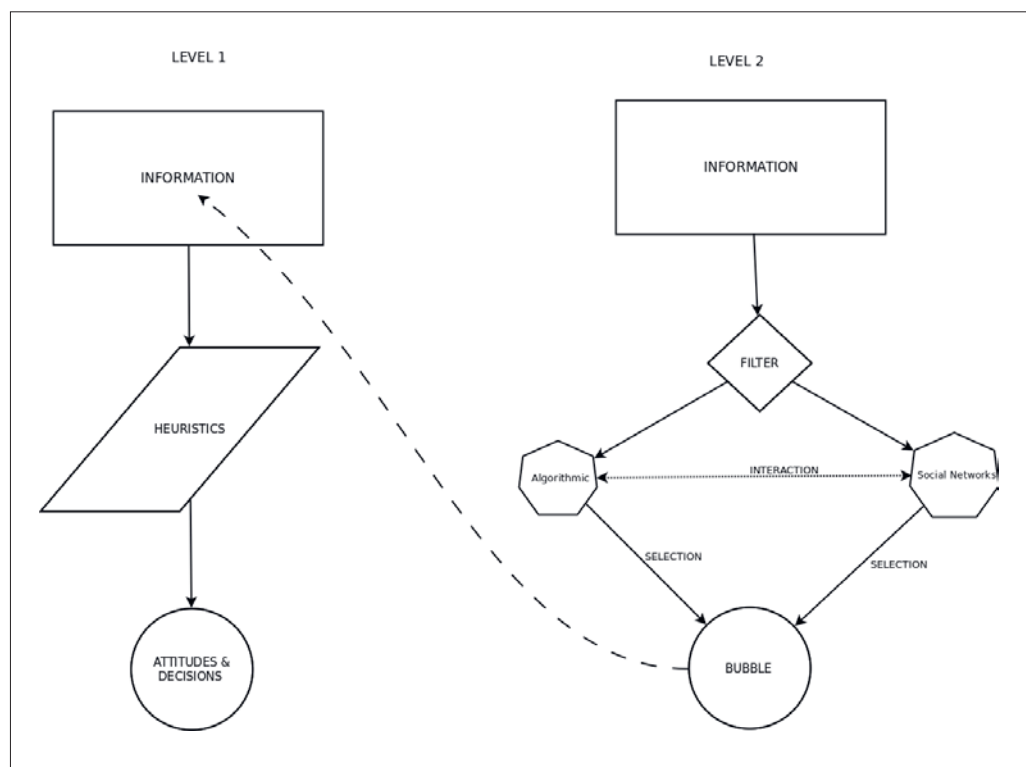 LEVEL 1
LEVEL 2
INFORMATION
INFORMATION
FILTER
HEURISTICS
Algorithmic
INTERACTION
Social Networks
SELECTION
SELECTION
ATTITUDES &
DECISIONS
BUBBLE